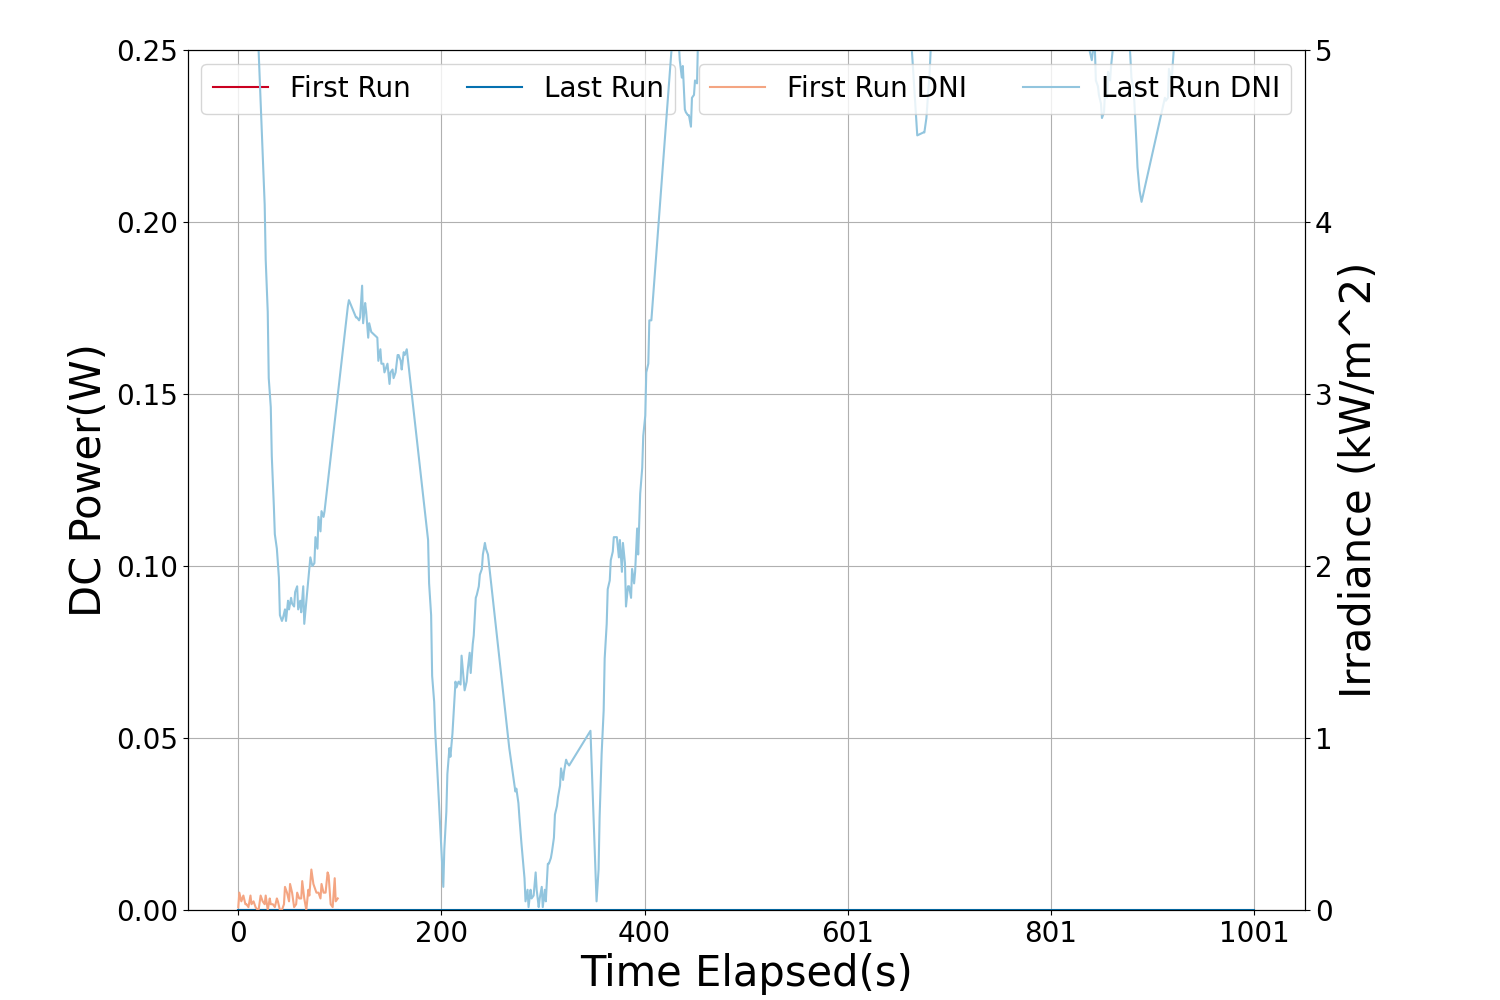 First Run Last Run First Run DNI Last Run DNI
DC Power(W)
0.25
0.20
0.15
0.10
0.05
0.00
0 200 400 601 801 1001
Time Elapsed(s)
5
4
3
2
1
0
Irradiance (kW/m^2)